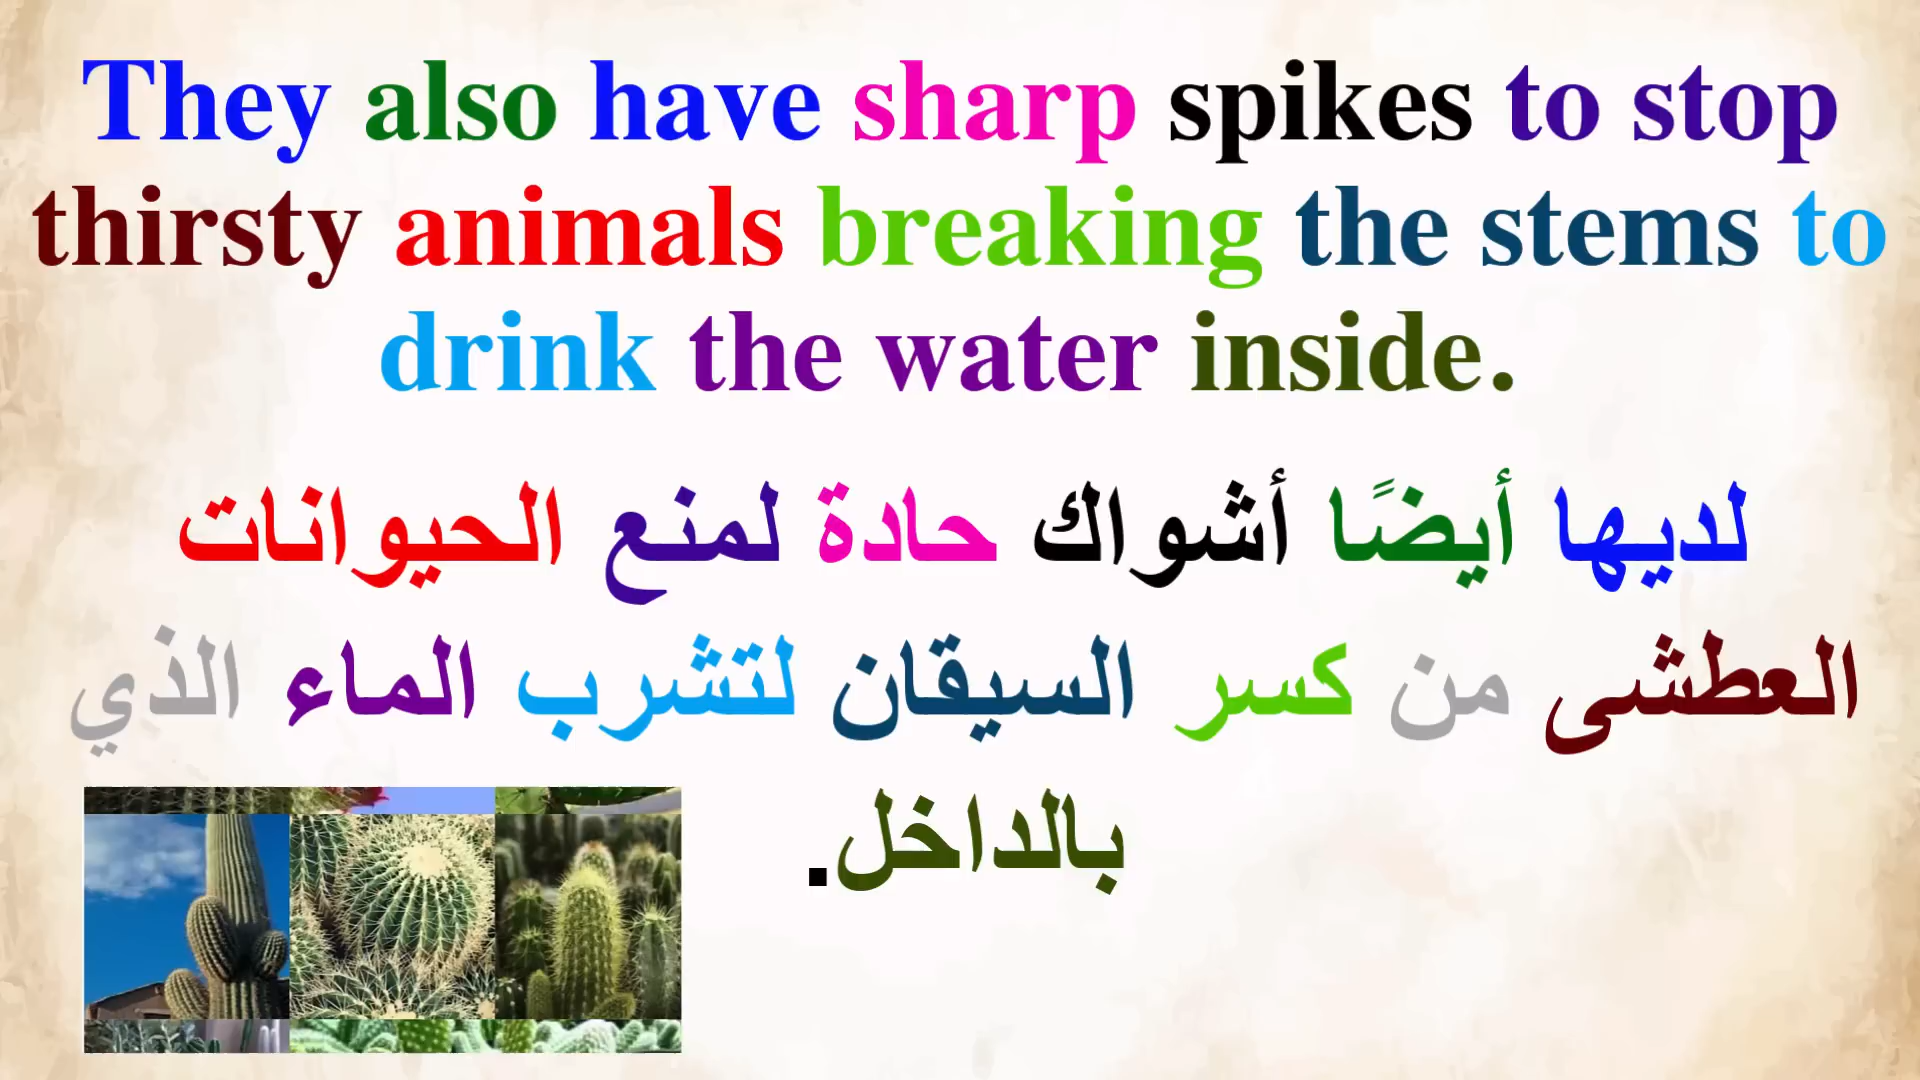 They also have sharp spikes to stop
thirsty animals breaking the stems to
drink the water inside.
لديها أيضًا أشواك حادة لمنع الحيوانات
العطشى من كسر السيقان لتشرب الماء الذي
بالداخل.